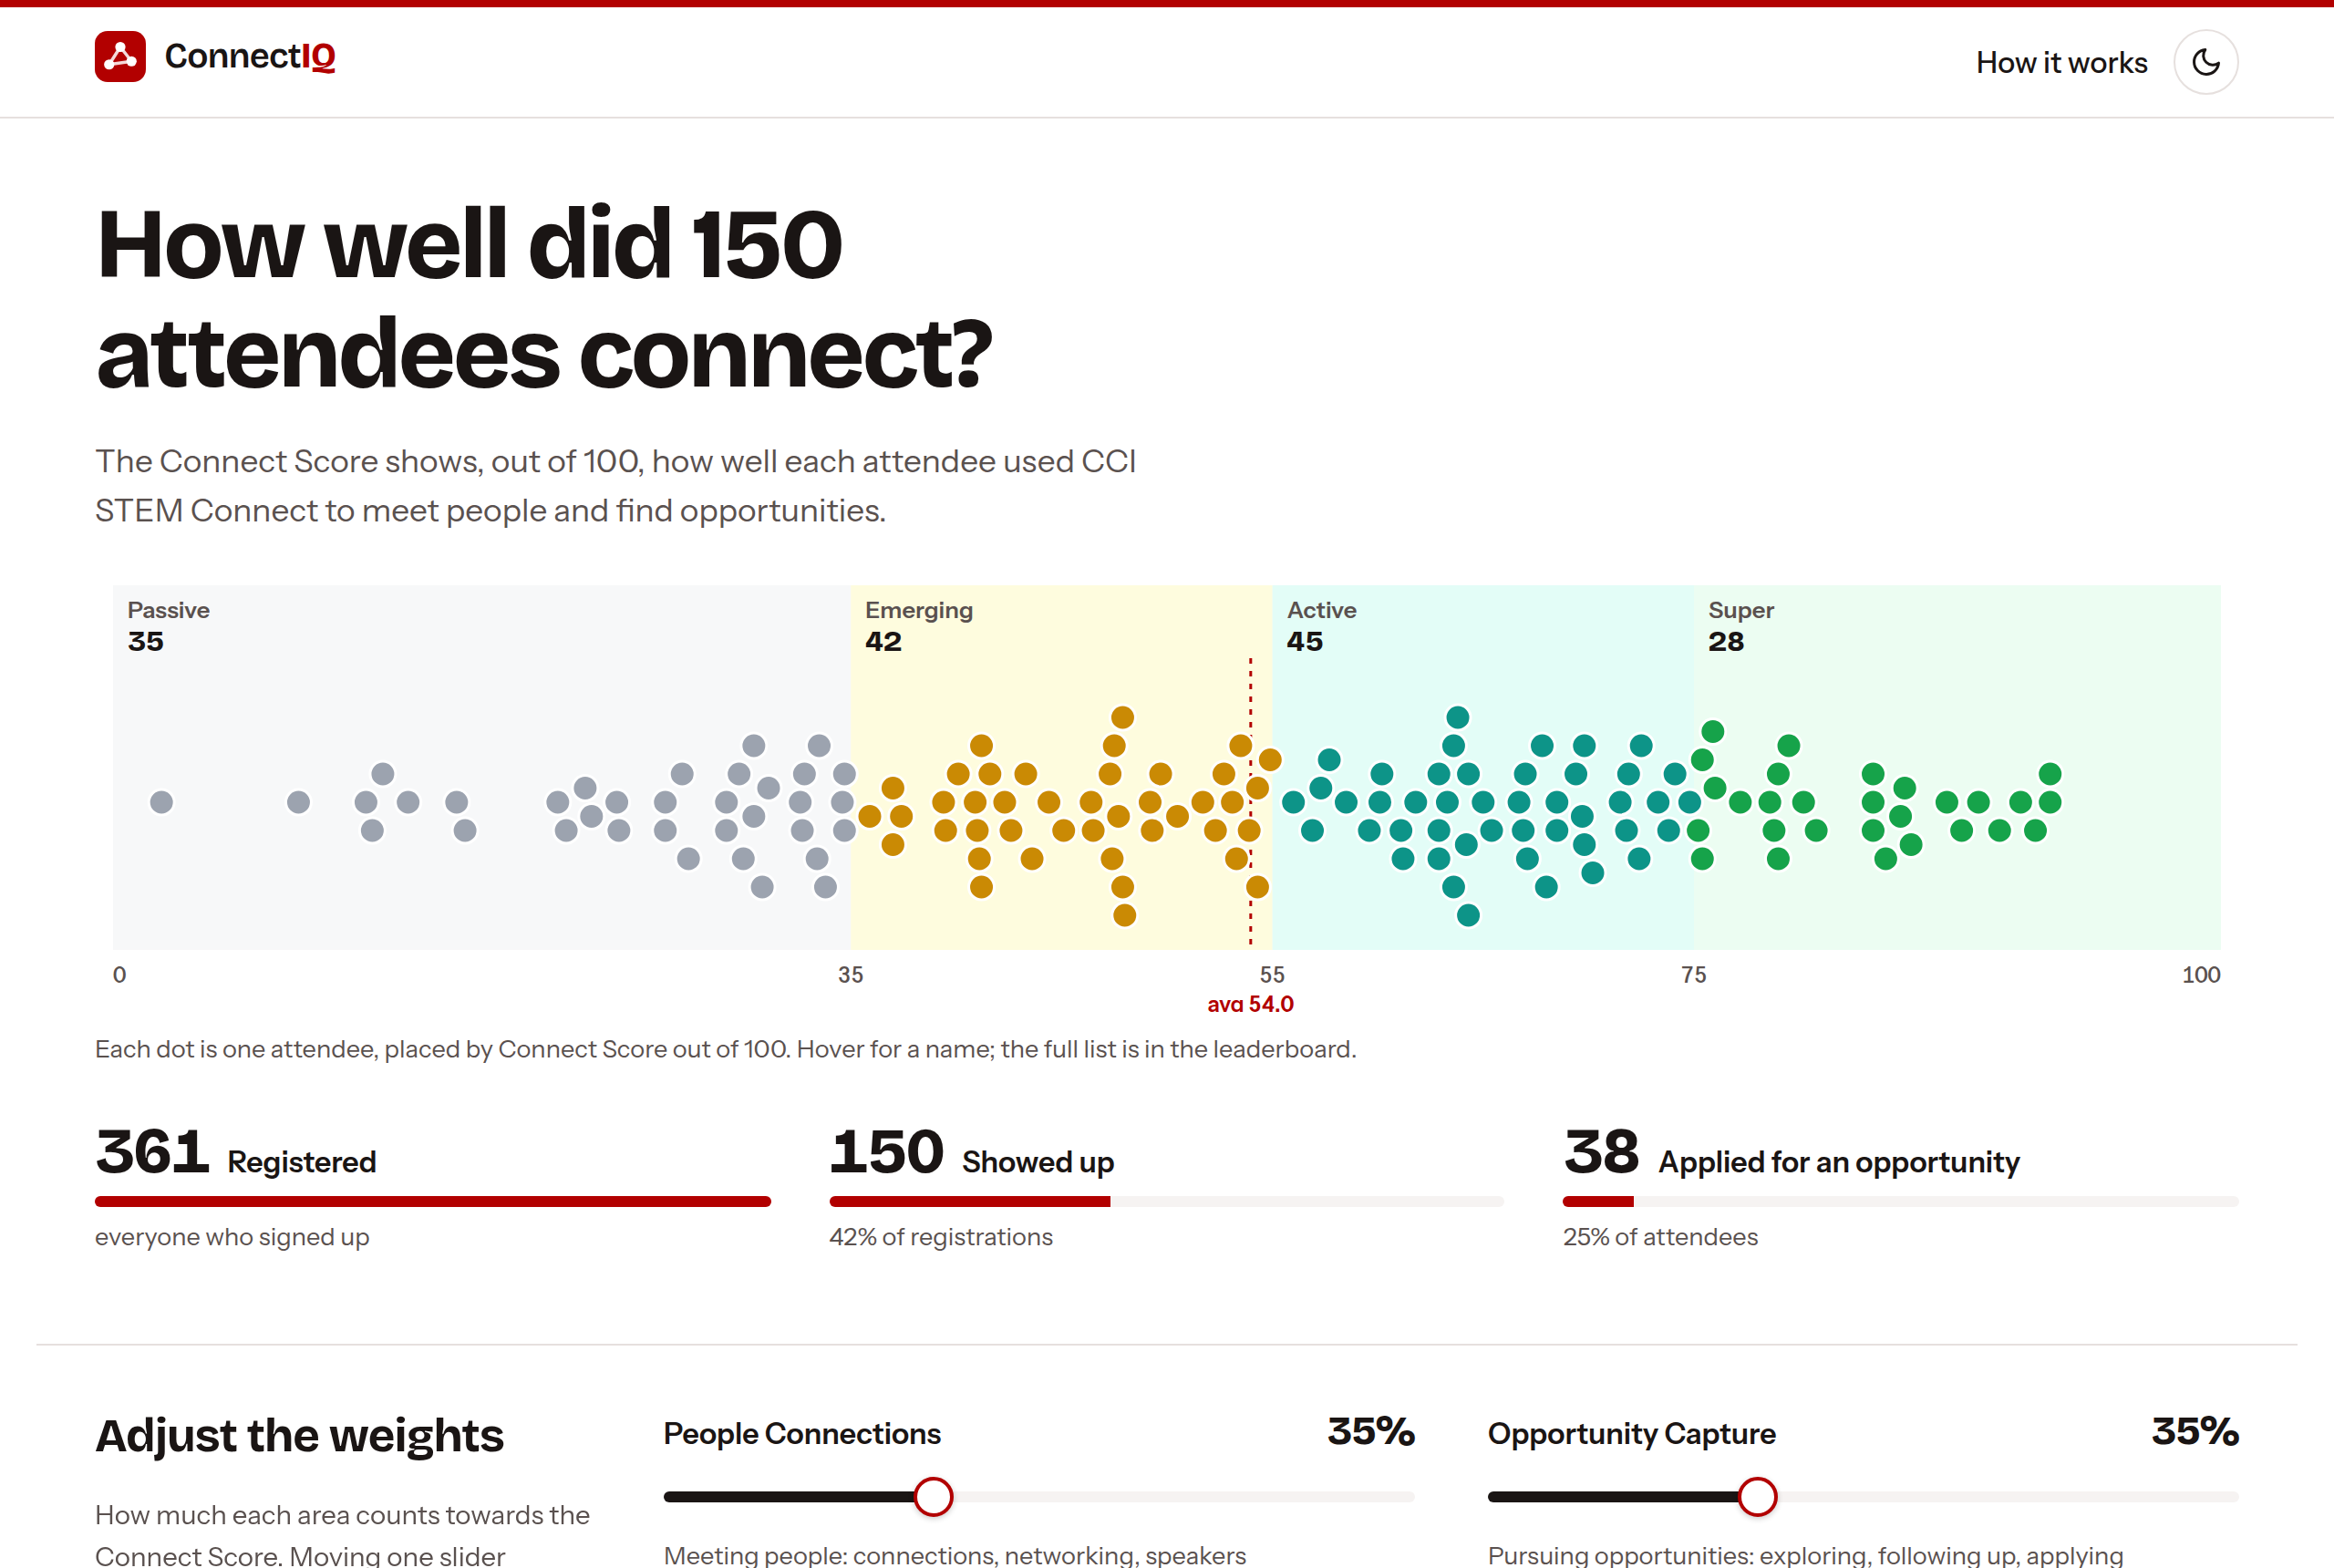 ConnectIQ
How it works
How well did 150
attendees connect?
The Connect Score shows, out of 100, how well each attendee used CCI
STEM Connect to meet people and find opportunities.
Passive
35
Emerging
42
Active
45
Super
28
0
35
55
75
100
avg 54.0
Each dot is one attendee, placed by Connect Score out of 100. Hover for a name; the full list is in the leaderboard.
361 Registered
everyone who signed up
150 Showed up
42% of registrations
38 Applied for an opportunity
25% of attendees
Adjust the weights
How much each area counts towards the
Connect Score. Moving one slider
People Connections 35%
Meeting people: connections, networking, speakers
Opportunity Capture 35%
Pursuing opportunities: exploring, following up, applying